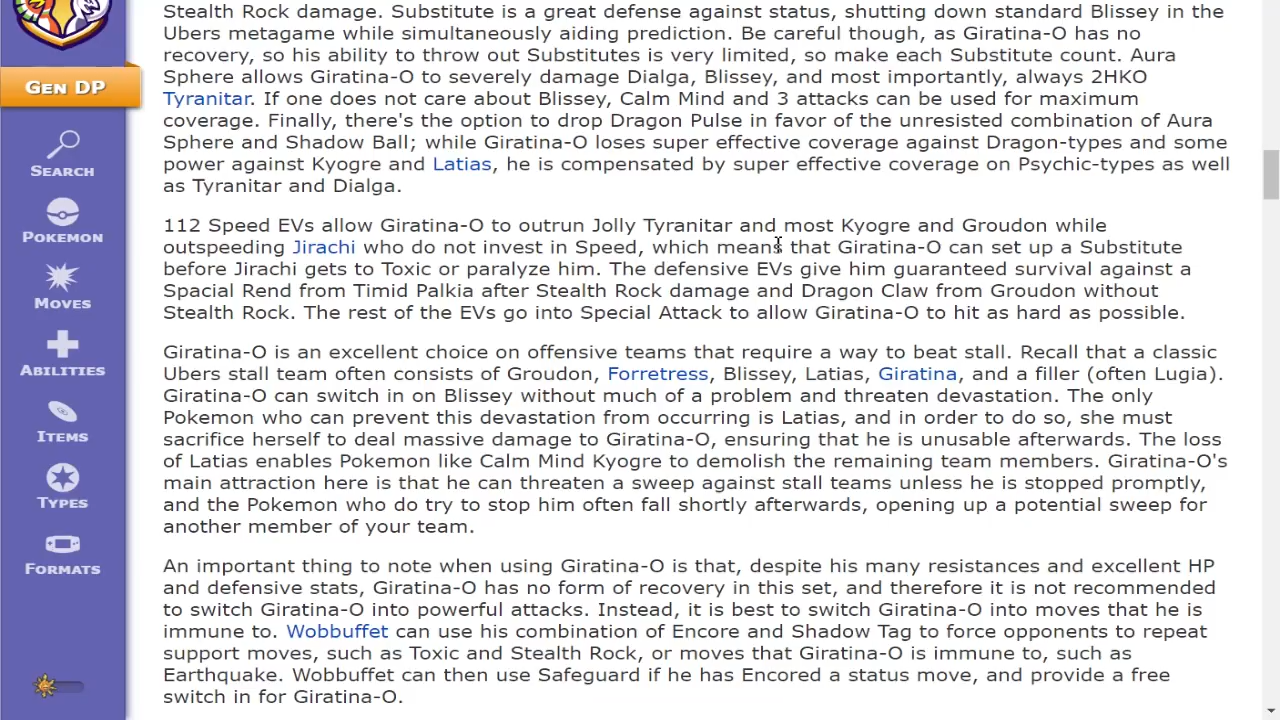 Stealth Rock damage. Substitute is a great defense against status, shutting down standard Blissey in the
Ubers metagame while simultaneously aiding prediction. Be careful though, as Giratina-O has no
recovery, so his ability to throw out Substitutes is very limited, so make each Substitute count. Aura
Sphere allows Giratina-O to severely damage Dialga, Blissey, and most importantly, always 2HKO
Tyranitar. If one does not care about Blissey, Calm Mind and 3 attacks can be used for maximum
coverage. Finally, there's the option to drop Dragon Pulse in favor of the unresisted combination of Aura
Sphere and Shadow Ball; while Giratina-O loses super effective coverage against Dragon-types and some
power against Kyogre and Latias, he is compensated by super effective coverage on Psychic-types as well
as Tyranitar and Dialga.
112 Speed EVs allow Giratina-O to outrun Jolly Tyranitar and most Kyogre and Groudon while
outspeeding Jirachi who do not invest in Speed, which means that Giratina-O can set up a Substitute
before Jirachi gets to Toxic or paralyze him. The defensive EVs give him guaranteed survival against a
Spacial Rend from Timid Palkia after Stealth Rock damage and Dragon Claw from Groudon without
Stealth Rock. The rest of the EVs go into Special Attack to allow Giratina-O to hit as hard as possible.
Giratina-O is an excellent choice on offensive teams that require a way to beat stall. Recall that a classic
Ubers stall team often consists of Groudon, Forretress, Blissey, Latias, Giratina, and a filler (often Lugia).
Giratina-O can switch in on Blissey without much of a problem and threaten devastation. The only
Pokemon who can prevent this devastation from occurring is Latias, and in order to do so, she must
sacrifice herself to deal massive damage to Giratina-O, ensuring that he is unusable afterwards. The loss
of Latias enables Pokemon like Calm Mind Kyogre to demolish the remaining team members. Giratina-O's
main attraction here is that he can threaten a sweep against stall teams unless he is stopped promptly,
and the Pokemon who do try to stop him often fall shortly afterwards, opening up a potential sweep for
another member of your team.
An important thing to note when using Giratina-O is that, despite his many resistances and excellent HP
and defensive stats, Giratina-O has no form of recovery in this set, and therefore it is not recommended
to switch Giratina-O into powerful attacks. Instead, it is best to switch Giratina-O into moves that he is
immune to. Wobbuffet can use his combination of Encore and Shadow Tag to force opponents to repeat
support moves, such as Toxic and Stealth Rock, or moves that Giratina-O is immune to, such as
Earthquake. Wobbuffet can then use Safeguard if he has Encored a status move, and provide a free
switch in for Giratina-O.
GEN DP
SEARCH
POKEMON
MOVES
ABILITIES
ITEMS
TYPES
FORMATS